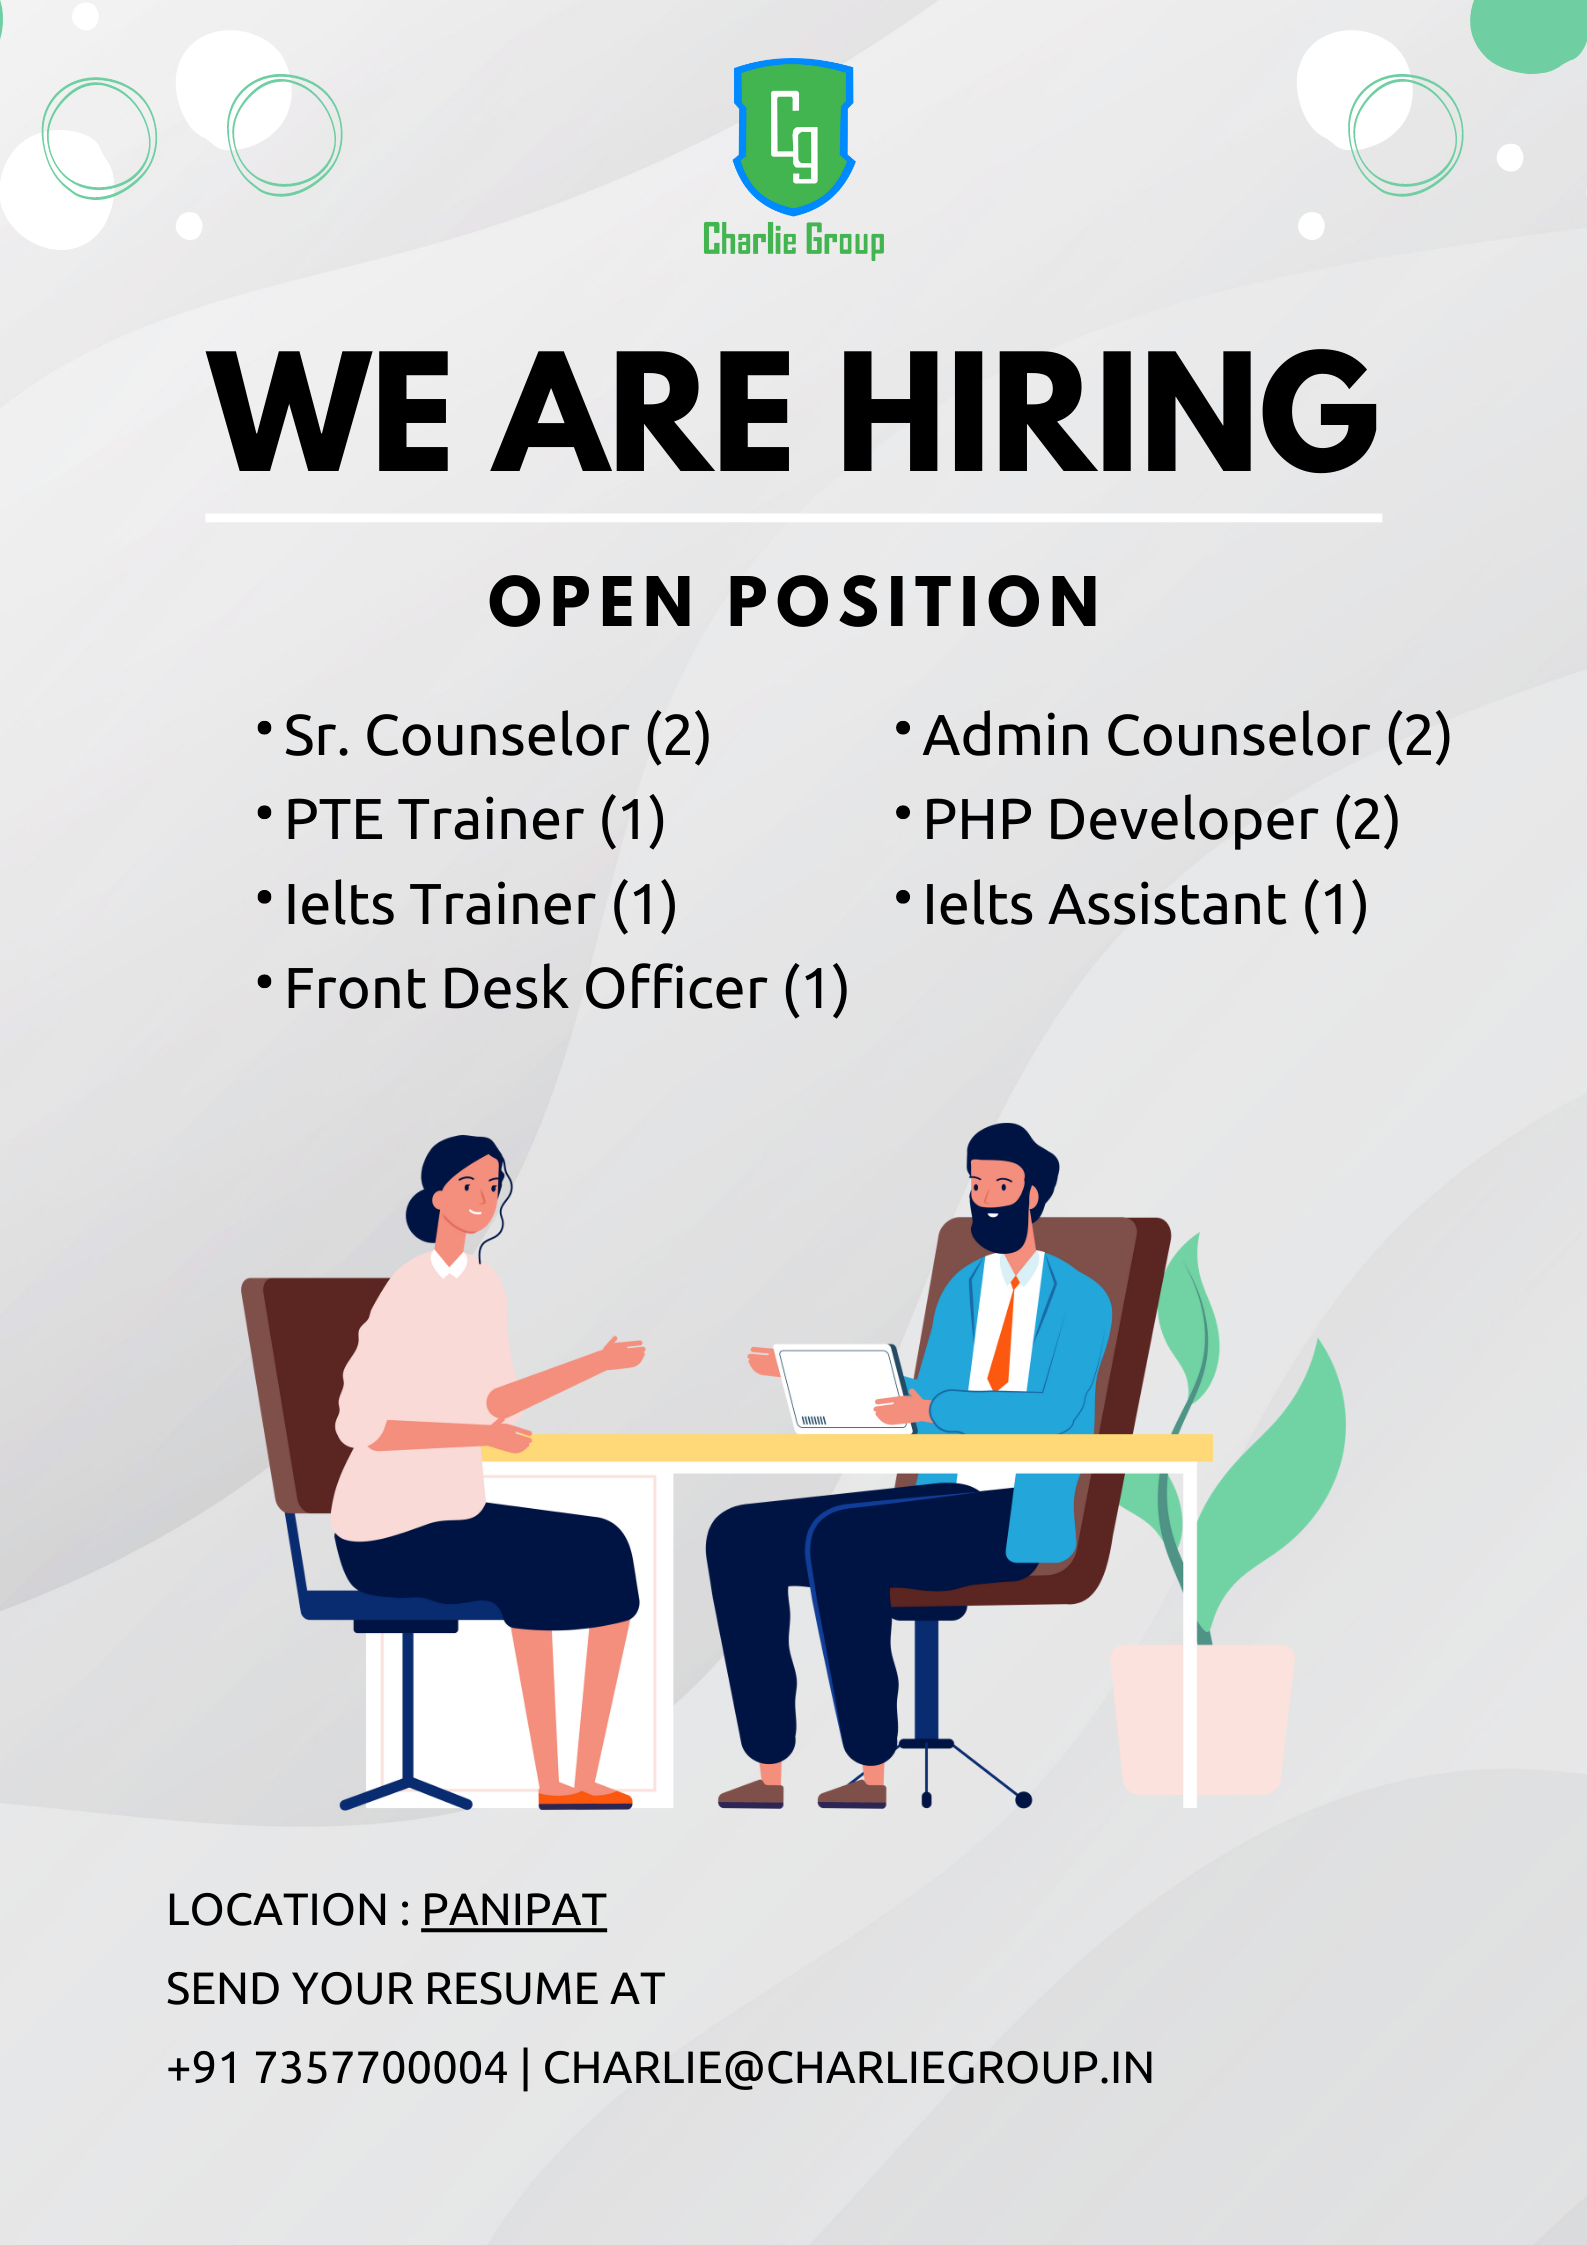 Cg
Charlie Group
WE ARE HIRING
OPEN POSITION
• Sr. Counselor (2)
• PTE Trainer (1)
• Ielts Trainer (1)
• Front Desk Officer (1)
• Admin Counselor (2)
• PHP Developer (2)
• Ielts Assistant (1)
LOCATION : PANIPAT
SEND YOUR RESUME AT
+91 7357700004 | CHARLIE@CHARLIEGROUP.IN